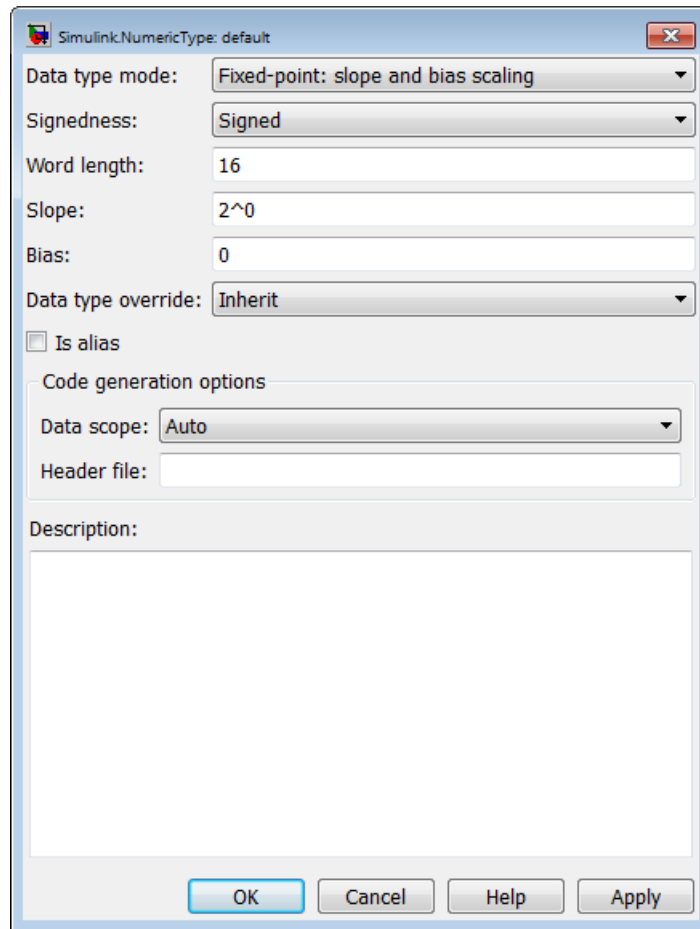 Simulink.NumericType: default
Data type mode: Fixed-point: slope and bias scaling
Signedness: Signed
Word length: 16
Slope: 2^0
Bias: 0
Data type override: Inherit
Is alias
Code generation options
Data scope: Auto
Header file:
Description:
OK Cancel Help Apply